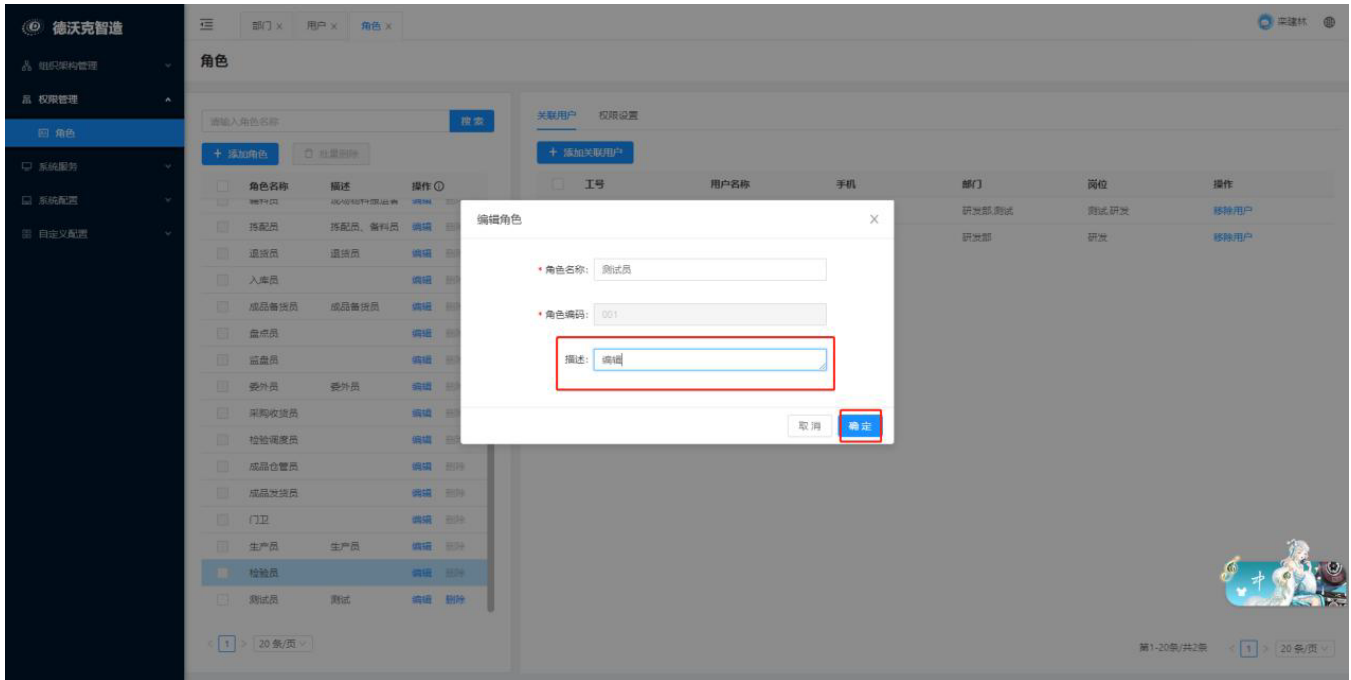 德沃克智造
部门 × 用户 × 角色 ×
组织架构管理
角色
权限管理
角色
系统服务
系统配置
自定义配置
请输入角色名称 搜索
+ 添加角色 批量删除
角色名称 描述 操作
拣配员 拣配员、备料员 编辑
退货员 退货员 编辑
入库员 编辑
成品备货员 成品备货员 编辑
盘点员 编辑
监盘员 编辑
委外员 委外员 编辑
采购收货员 编辑
检验调度员 编辑
成品仓管员 编辑 删除
成品发货员 编辑 删除
门卫 编辑 删除
生产员 生产员 编辑 删除
检验员 编辑 删除
测试员 测试 编辑 删除
< 1 > 20 条/页
关联用户 权限设置
+ 添加关联用户
工号 用户名称 手机 部门 岗位 操作
研发部,测试 测试,研发 移除用户
研发部 研发 移除用户
编辑角色 ×
* 角色名称: 测试员
* 角色编码: 001
描述: 编辑
取消 确定
第1-20条/共2条 < 1 > 20 条/页